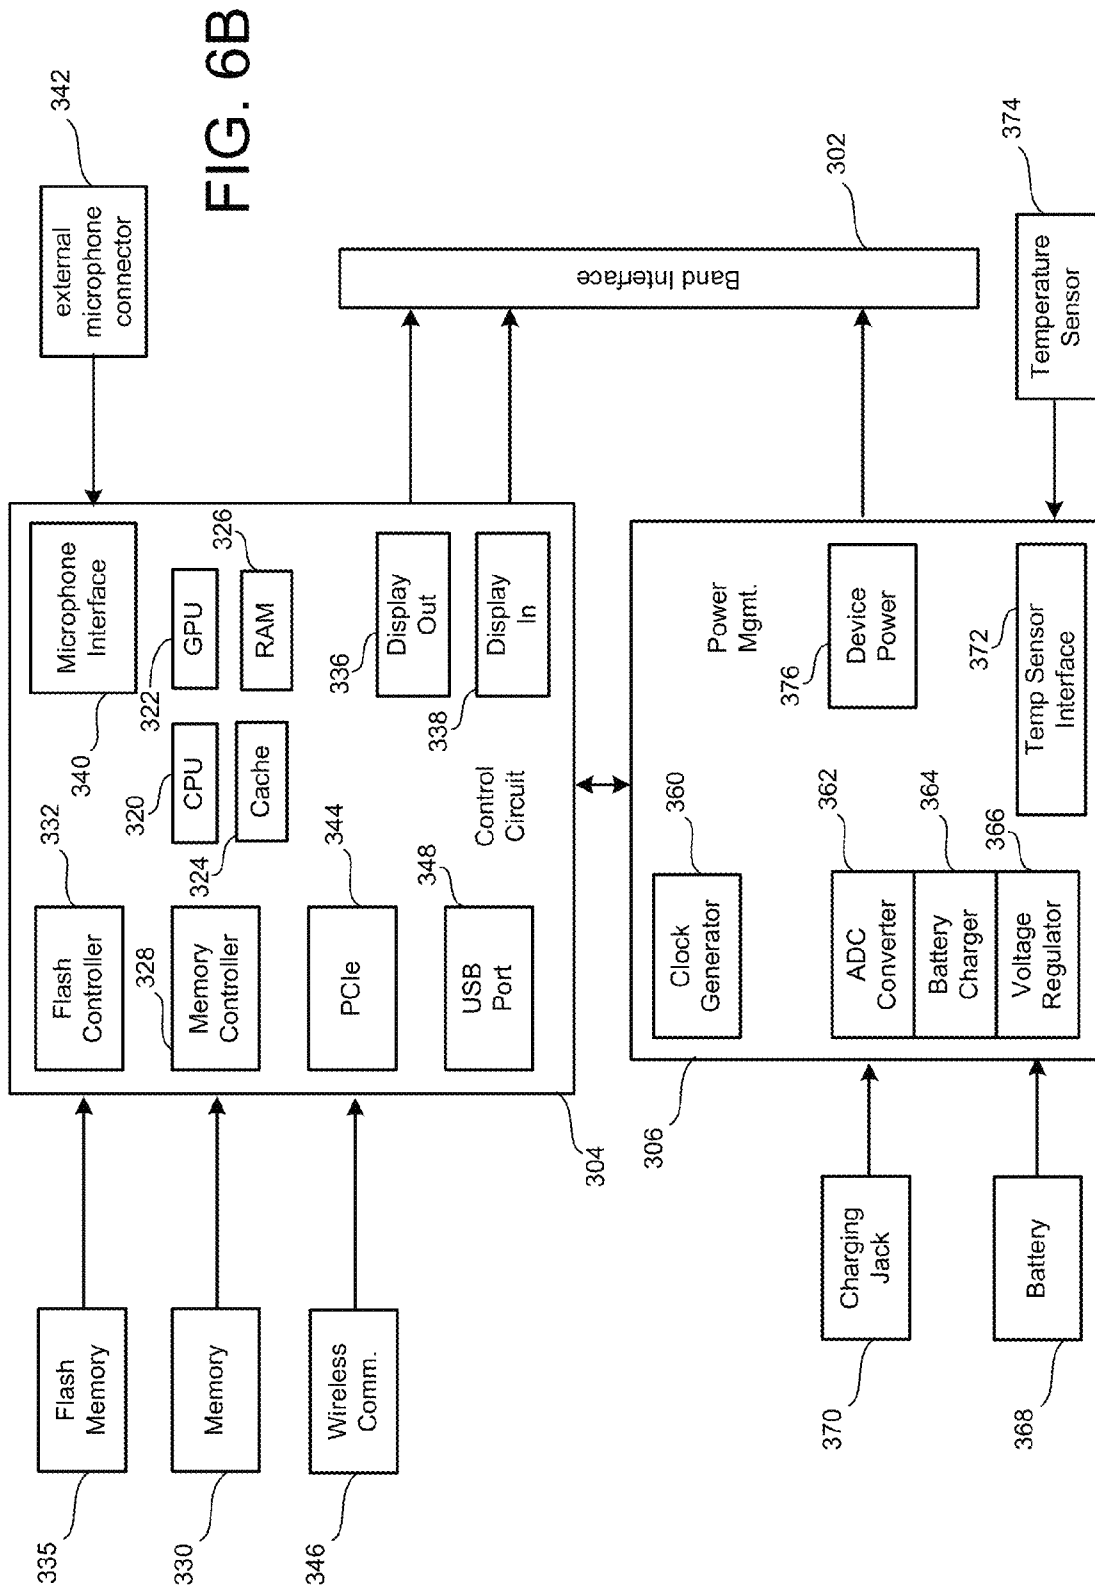 FIG. 6B
335
Flash
Memory
330
Memory
346
Wireless
Comm.
304
332
Flash
Controller
328
Memory
Controller
344
PCIe
348
USB
Port
320
CPU
324
Cache
322
GPU
326
RAM
340
Microphone
Interface
342
external
microphone
connector
336
Display
Out
338
Display
In
Control
Circuit
302
Band Interface
306
360
Clock
Generator
362
ADC
Converter
364
Battery
Charger
366
Voltage
Regulator
Power
Mgmt.
376
Device
Power
372
Temp Sensor
Interface
374
Temperature
Sensor
370
Charging
Jack
368
Battery